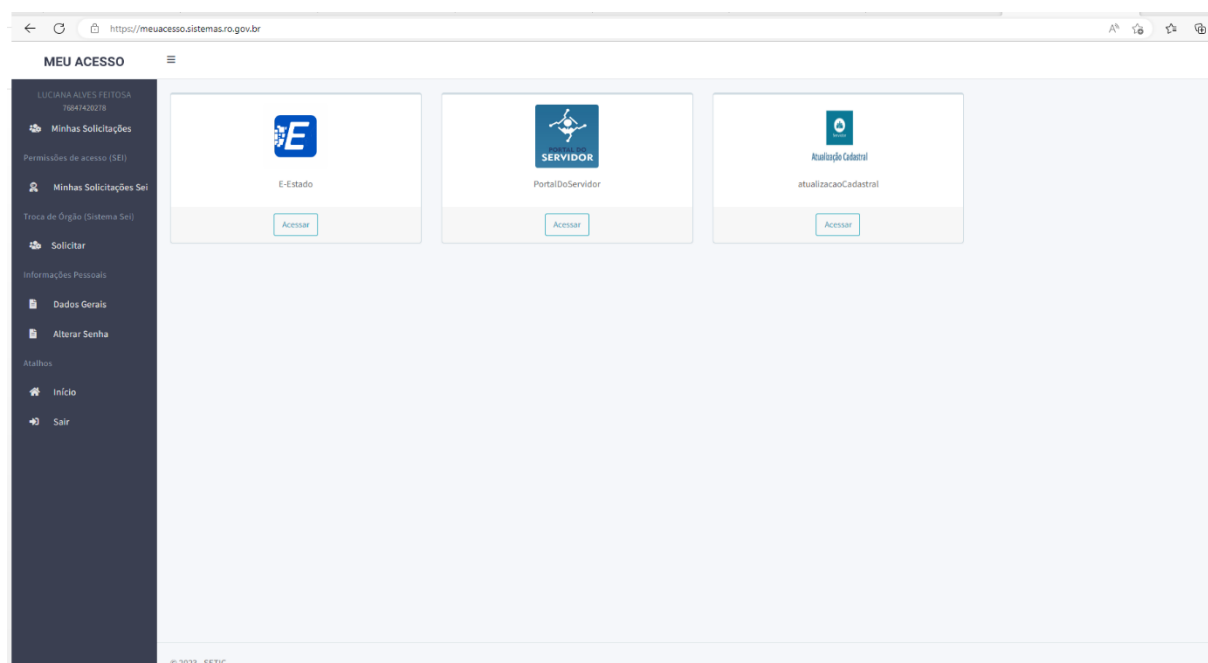 https://meuacesso.sistemas.ro.gov.br
MEU ACESSO
LUCIANA ALVES FEITOSA
76847420278
Minhas Solicitações
Permissões de acesso (SEI)
Minhas Solicitações Sei
Troca de Órgão (Sistema Sei)
Solicitar
Informações Pessoais
Dados Gerais
Alterar Senha
Atalhos
Início
Sair
E
E-Estado
Acessar
PORTAL DO
SERVIDOR
PortalDoServidor
Acessar
Atualização Cadastral
atualizacaoCadastral
Acessar
© 2023 - SETIC